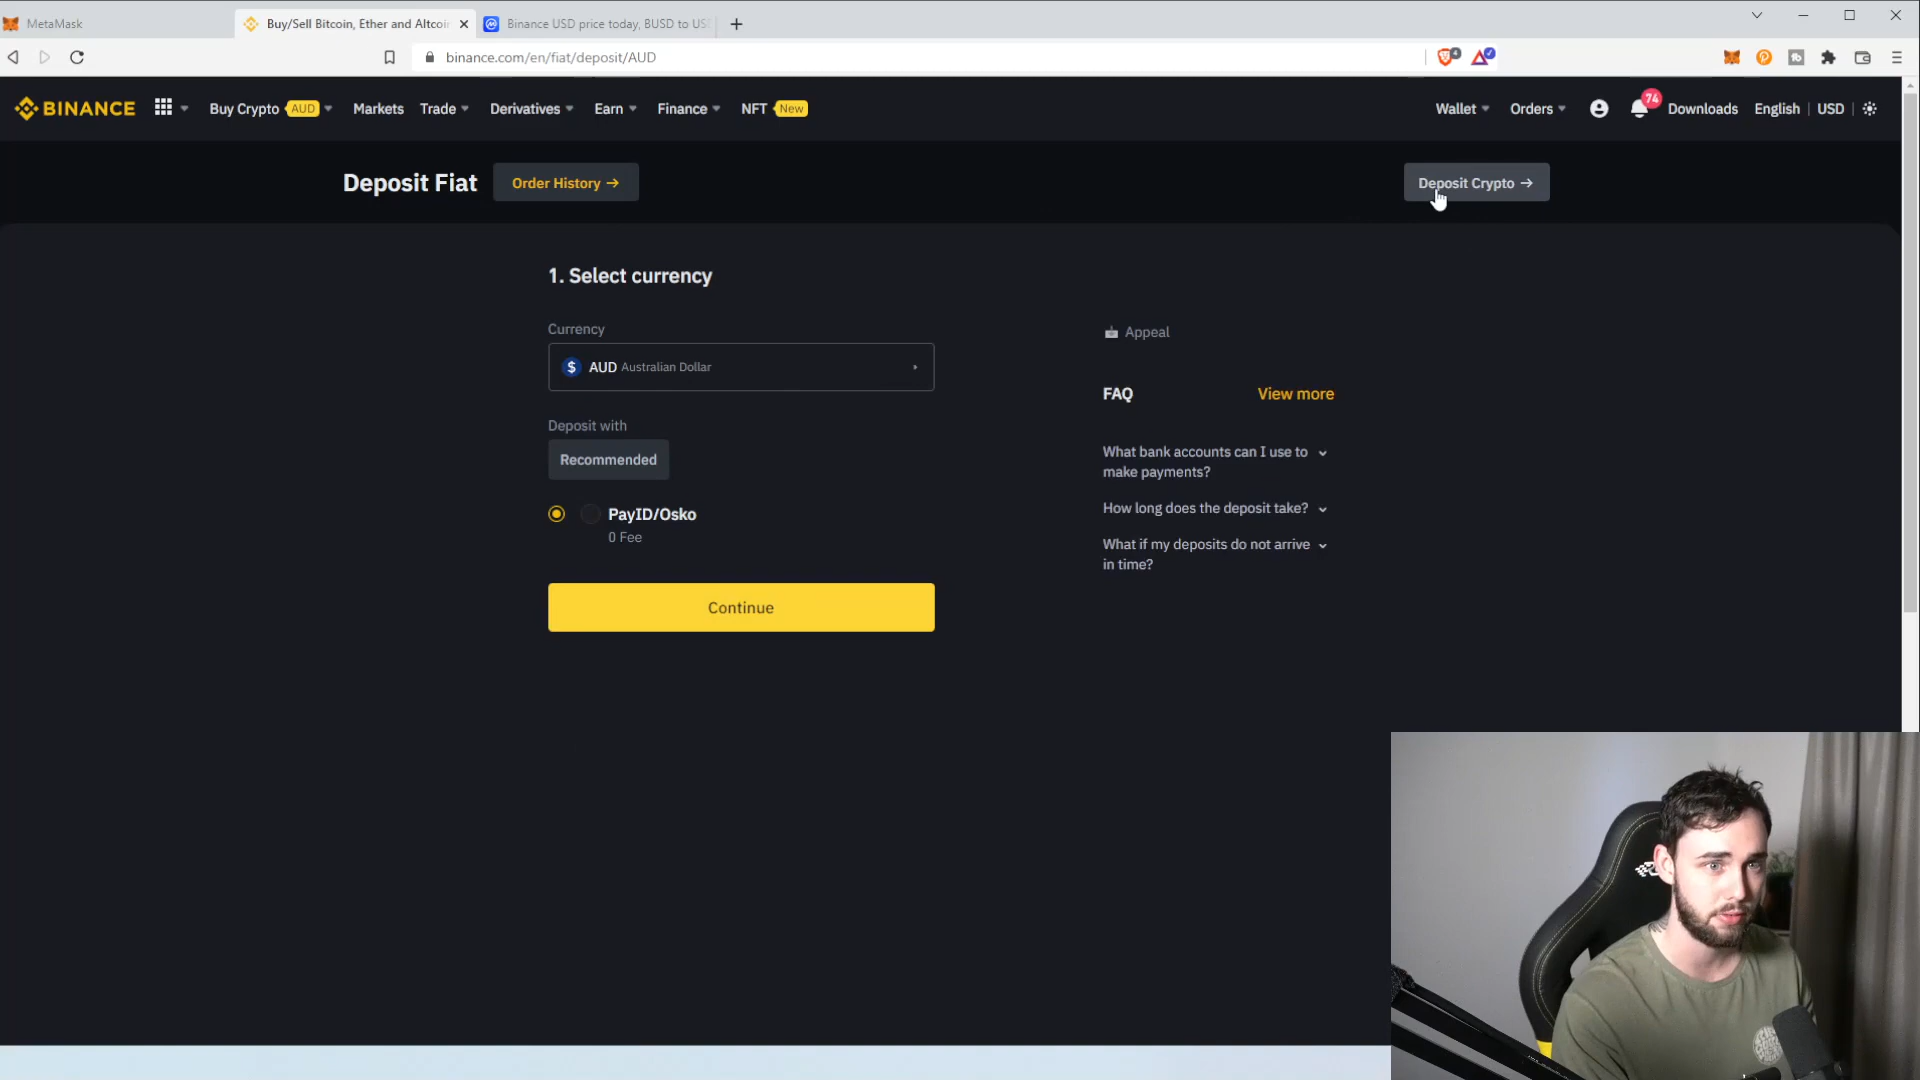 MetaMask
Buy/Sell Bitcoin, Ether and Altcoin
Binance USD price today, BUSD to US
binance.com/en/fiat/deposit/AUD
4
BINANCE
Buy Crypto AUD
Markets
Trade
Derivatives
Earn
Finance
NFT New
Wallet
Orders
74
Downloads
English
USD
Deposit Fiat
Order History →
Deposit Crypto →
1. Select currency
Currency
$ AUD Australian Dollar
Deposit with
Recommended
PayID/Osko
0 Fee
Continue
Appeal
FAQ
View more
What bank accounts can I use to
make payments?
How long does the deposit take?
What if my deposits do not arrive
in time?